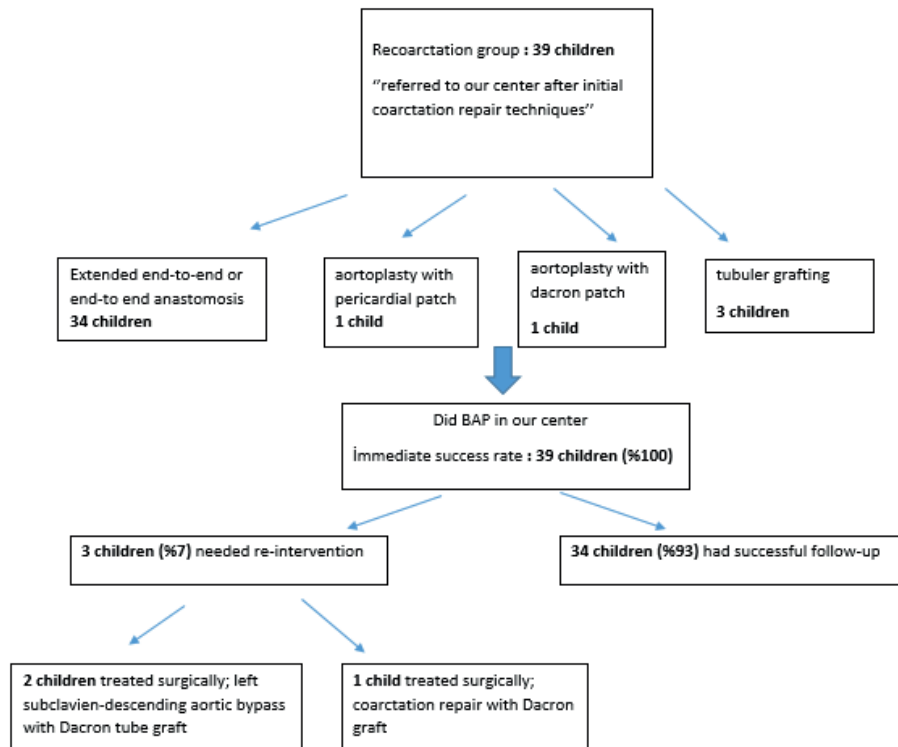 Recoarctation group : 39 children
“referred to our center after initial
coarctation repair techniques”
Extended end-to-end or
end-to end anastomosis
34 children
aortoplasty with
pericardial patch
1 child
aortoplasty with
dacron patch
1 child
tubuler grafting
3 children
Did BAP in our center
İmmediate success rate : 39 children (%100)
3 children (%7) needed re-intervention
34 children (%93) had successful follow-up
2 children treated surgically; left
subclavien-descending aortic bypass
with Dacron tube graft
1 child treated surgically;
coarctation repair with Dacron
graft